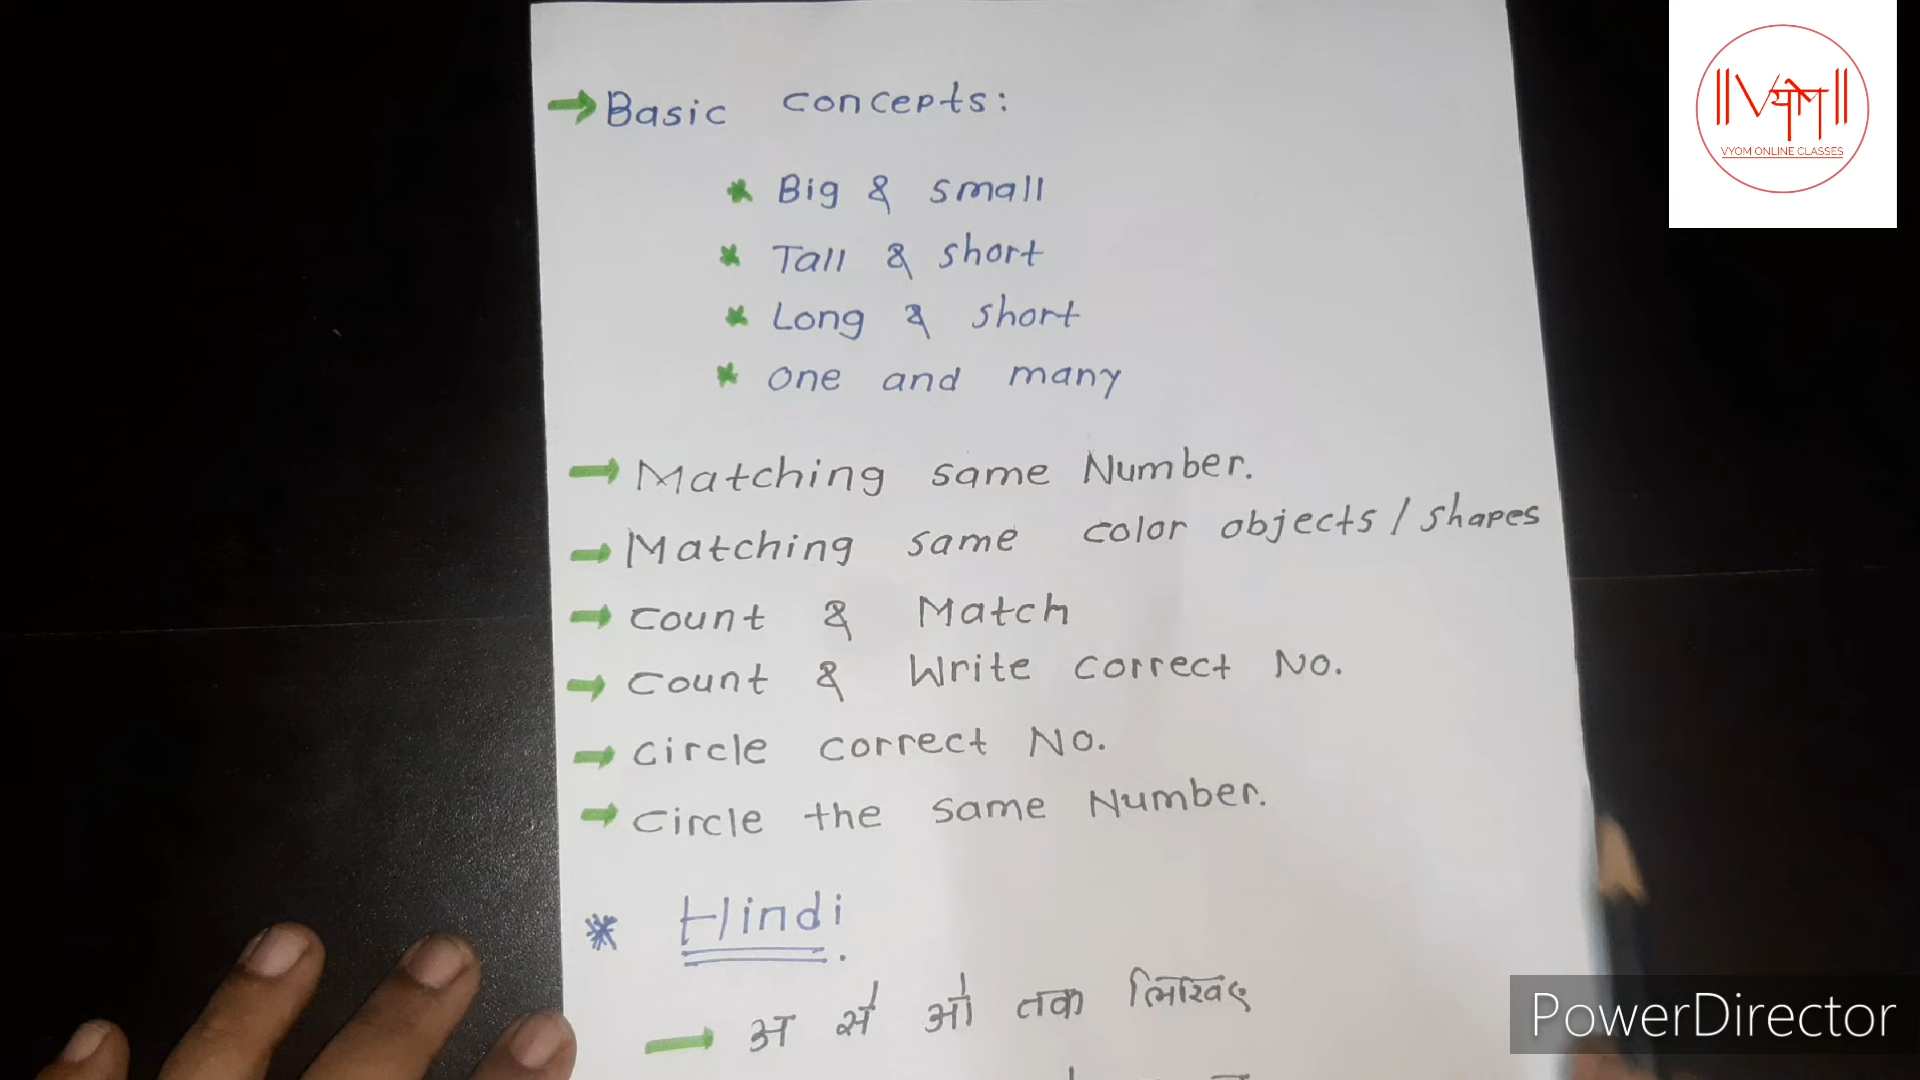 Basic concepts:
Big & small
Tall & short
Long & short
one and many
Matching same Number.
Matching same color objects/shapes
count & Match
count & Write correct No.
circle correct No.
circle the same Number.
* Hindi.
अ से ओ तक लिखिए
||Vयोम||
VYOM ONLINE CLASSES
PowerDirector